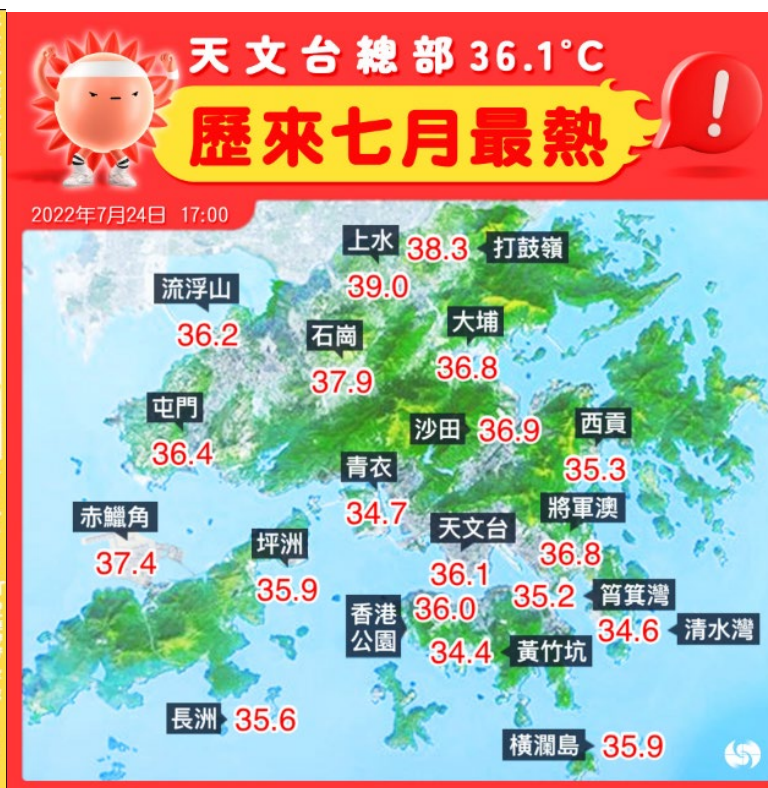 天文台總部36.1°C
歷來七月最熱
!
2022年7月24日 17:00
上水
38.3
打鼓嶺
39.0
流浮山
36.2
石崗
37.9
大埔
36.8
屯門
36.4
沙田
36.9
西貢
35.3
青衣
34.7
赤鱲角
37.4
坪洲
35.9
天文台
36.1
將軍澳
36.8
香港
公園
36.0
35.2
筲箕灣
34.6
清水灣
34.4
黃竹坑
長洲
35.6
橫瀾島
35.9